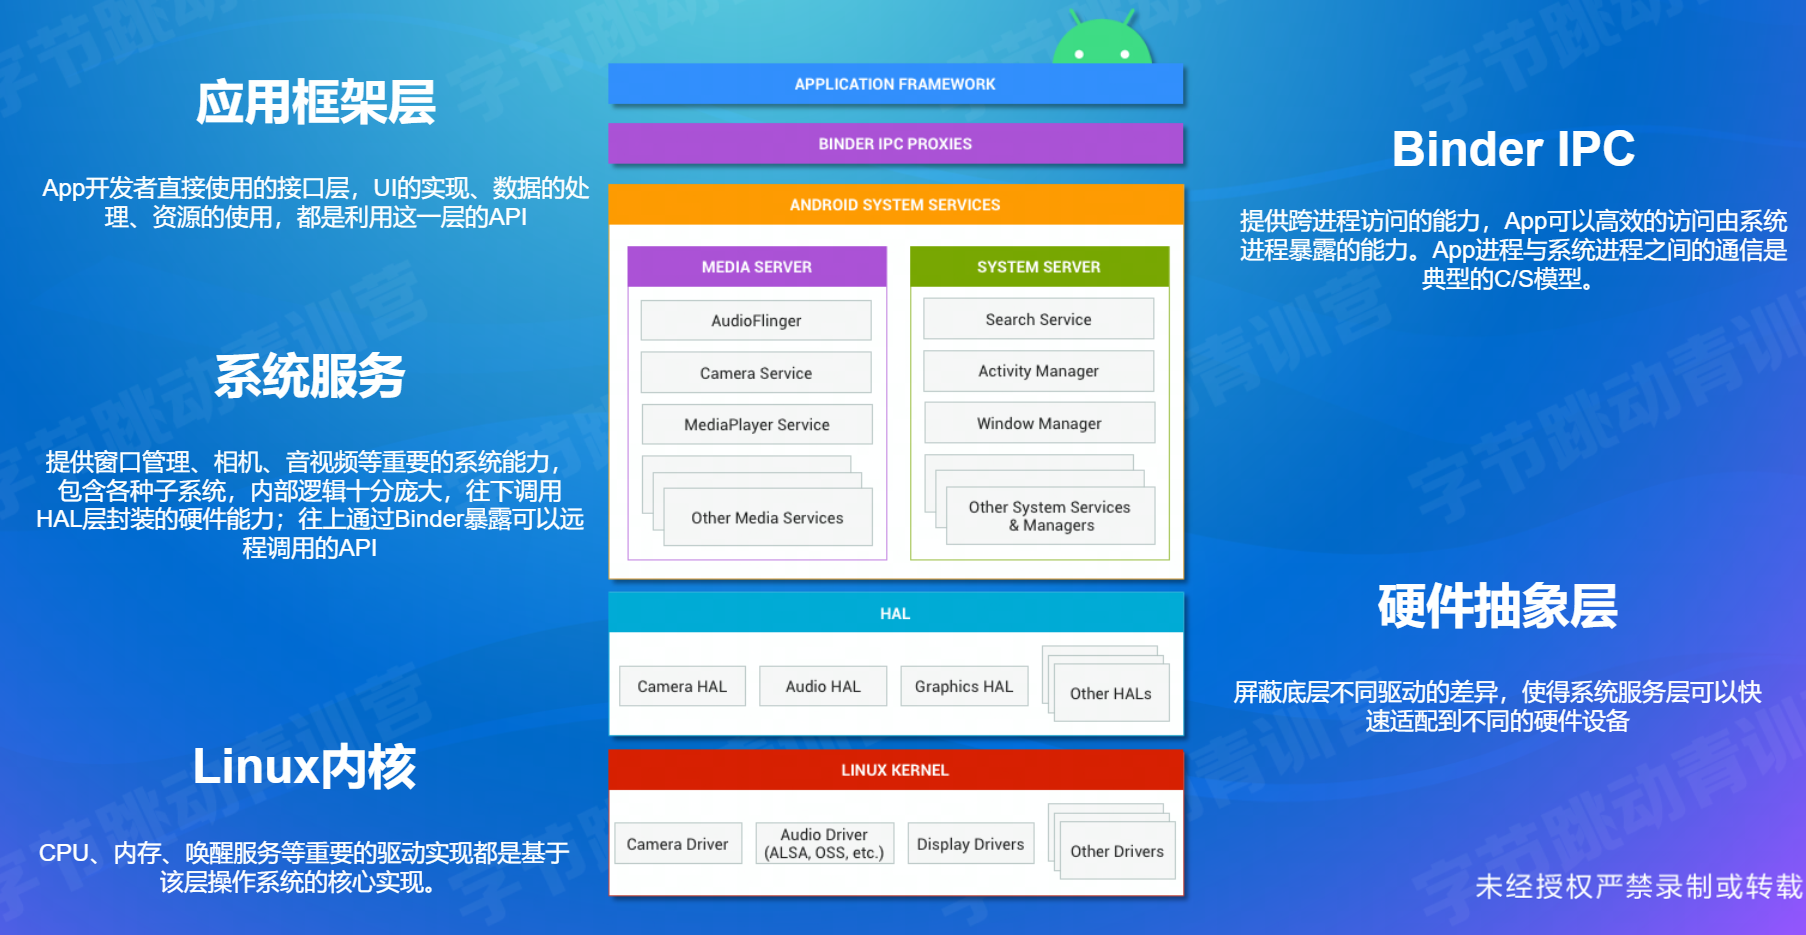 应用框架层
App开发者直接使用的接口层，UI的实现、数据的处
理、资源的使用，都是利用这一层的API
系统服务
提供窗口管理、相机、音视频等重要的系统能力，
包含各种子系统，内部逻辑十分庞大，往下调用
HAL层封装的硬件能力；往上通过Binder暴露可以远
程调用的API
Linux内核
CPU、内存、唤醒服务等重要的驱动实现都是基于
该层操作系统的核心实现。
APPLICATION FRAMEWORK
BINDER IPC PROXIES
ANDROID SYSTEM SERVICES
MEDIA SERVER
AudioFlinger
Camera Service
MediaPlayer Service
Other Media Services
SYSTEM SERVER
Search Service
Activity Manager
Window Manager
Other System Services
& Managers
HAL
Camera HAL
Audio HAL
Graphics HAL
Other HALs
LINUX KERNEL
Camera Driver
Audio Driver
(ALSA, OSS, etc.)
Display Drivers
Other Drivers
Binder IPC
提供跨进程访问的能力，App可以高效的访问由系统
进程暴露的能力。App进程与系统进程之间的通信是
典型的C/S模型。
硬件抽象层
屏蔽底层不同驱动的差异，使得系统服务层可以快
速适配到不同的硬件设备
未经授权严禁录制或转载
字节跳动青训营